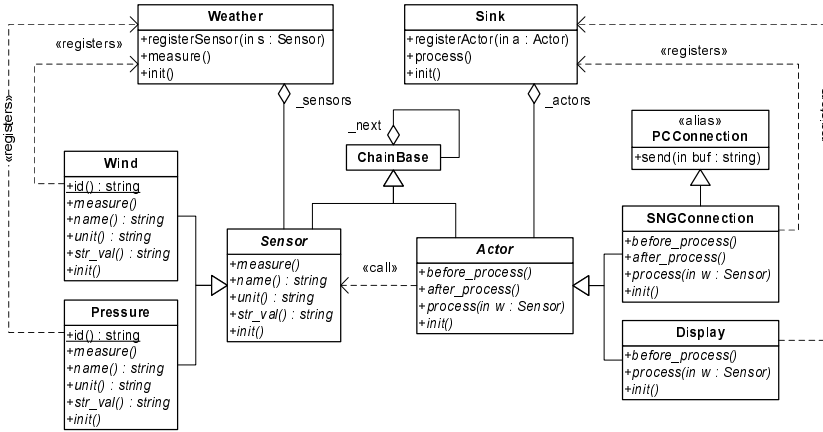 Weather
+registerSensor(in s : Sensor)
+measure()
+init()
Sink
+registerActor(in a : Actor)
+process()
+init()
«registers»
«registers»
«registers»
_sensors
_actors
_next
ChainBase
«alias»
PCConnection
+send(in buf : string)
Wind
+id() : string
+measure()
+name() : string
+unit() : string
+str_val() : string
+init()
Sensor
+measure()
+name() : string
+unit() : string
+str_val() : string
+init()
«call»
Actor
+before_process()
+after_process()
+process(in w : Sensor)
+init()
SNGConnection
+before_process()
+after_process()
+process(in w : Sensor)
+init()
Pressure
+id() : string
+measure()
+name() : string
+unit() : string
+str_val() : string
+init()
Display
+before_process()
+process(in w : Sensor)
+init()